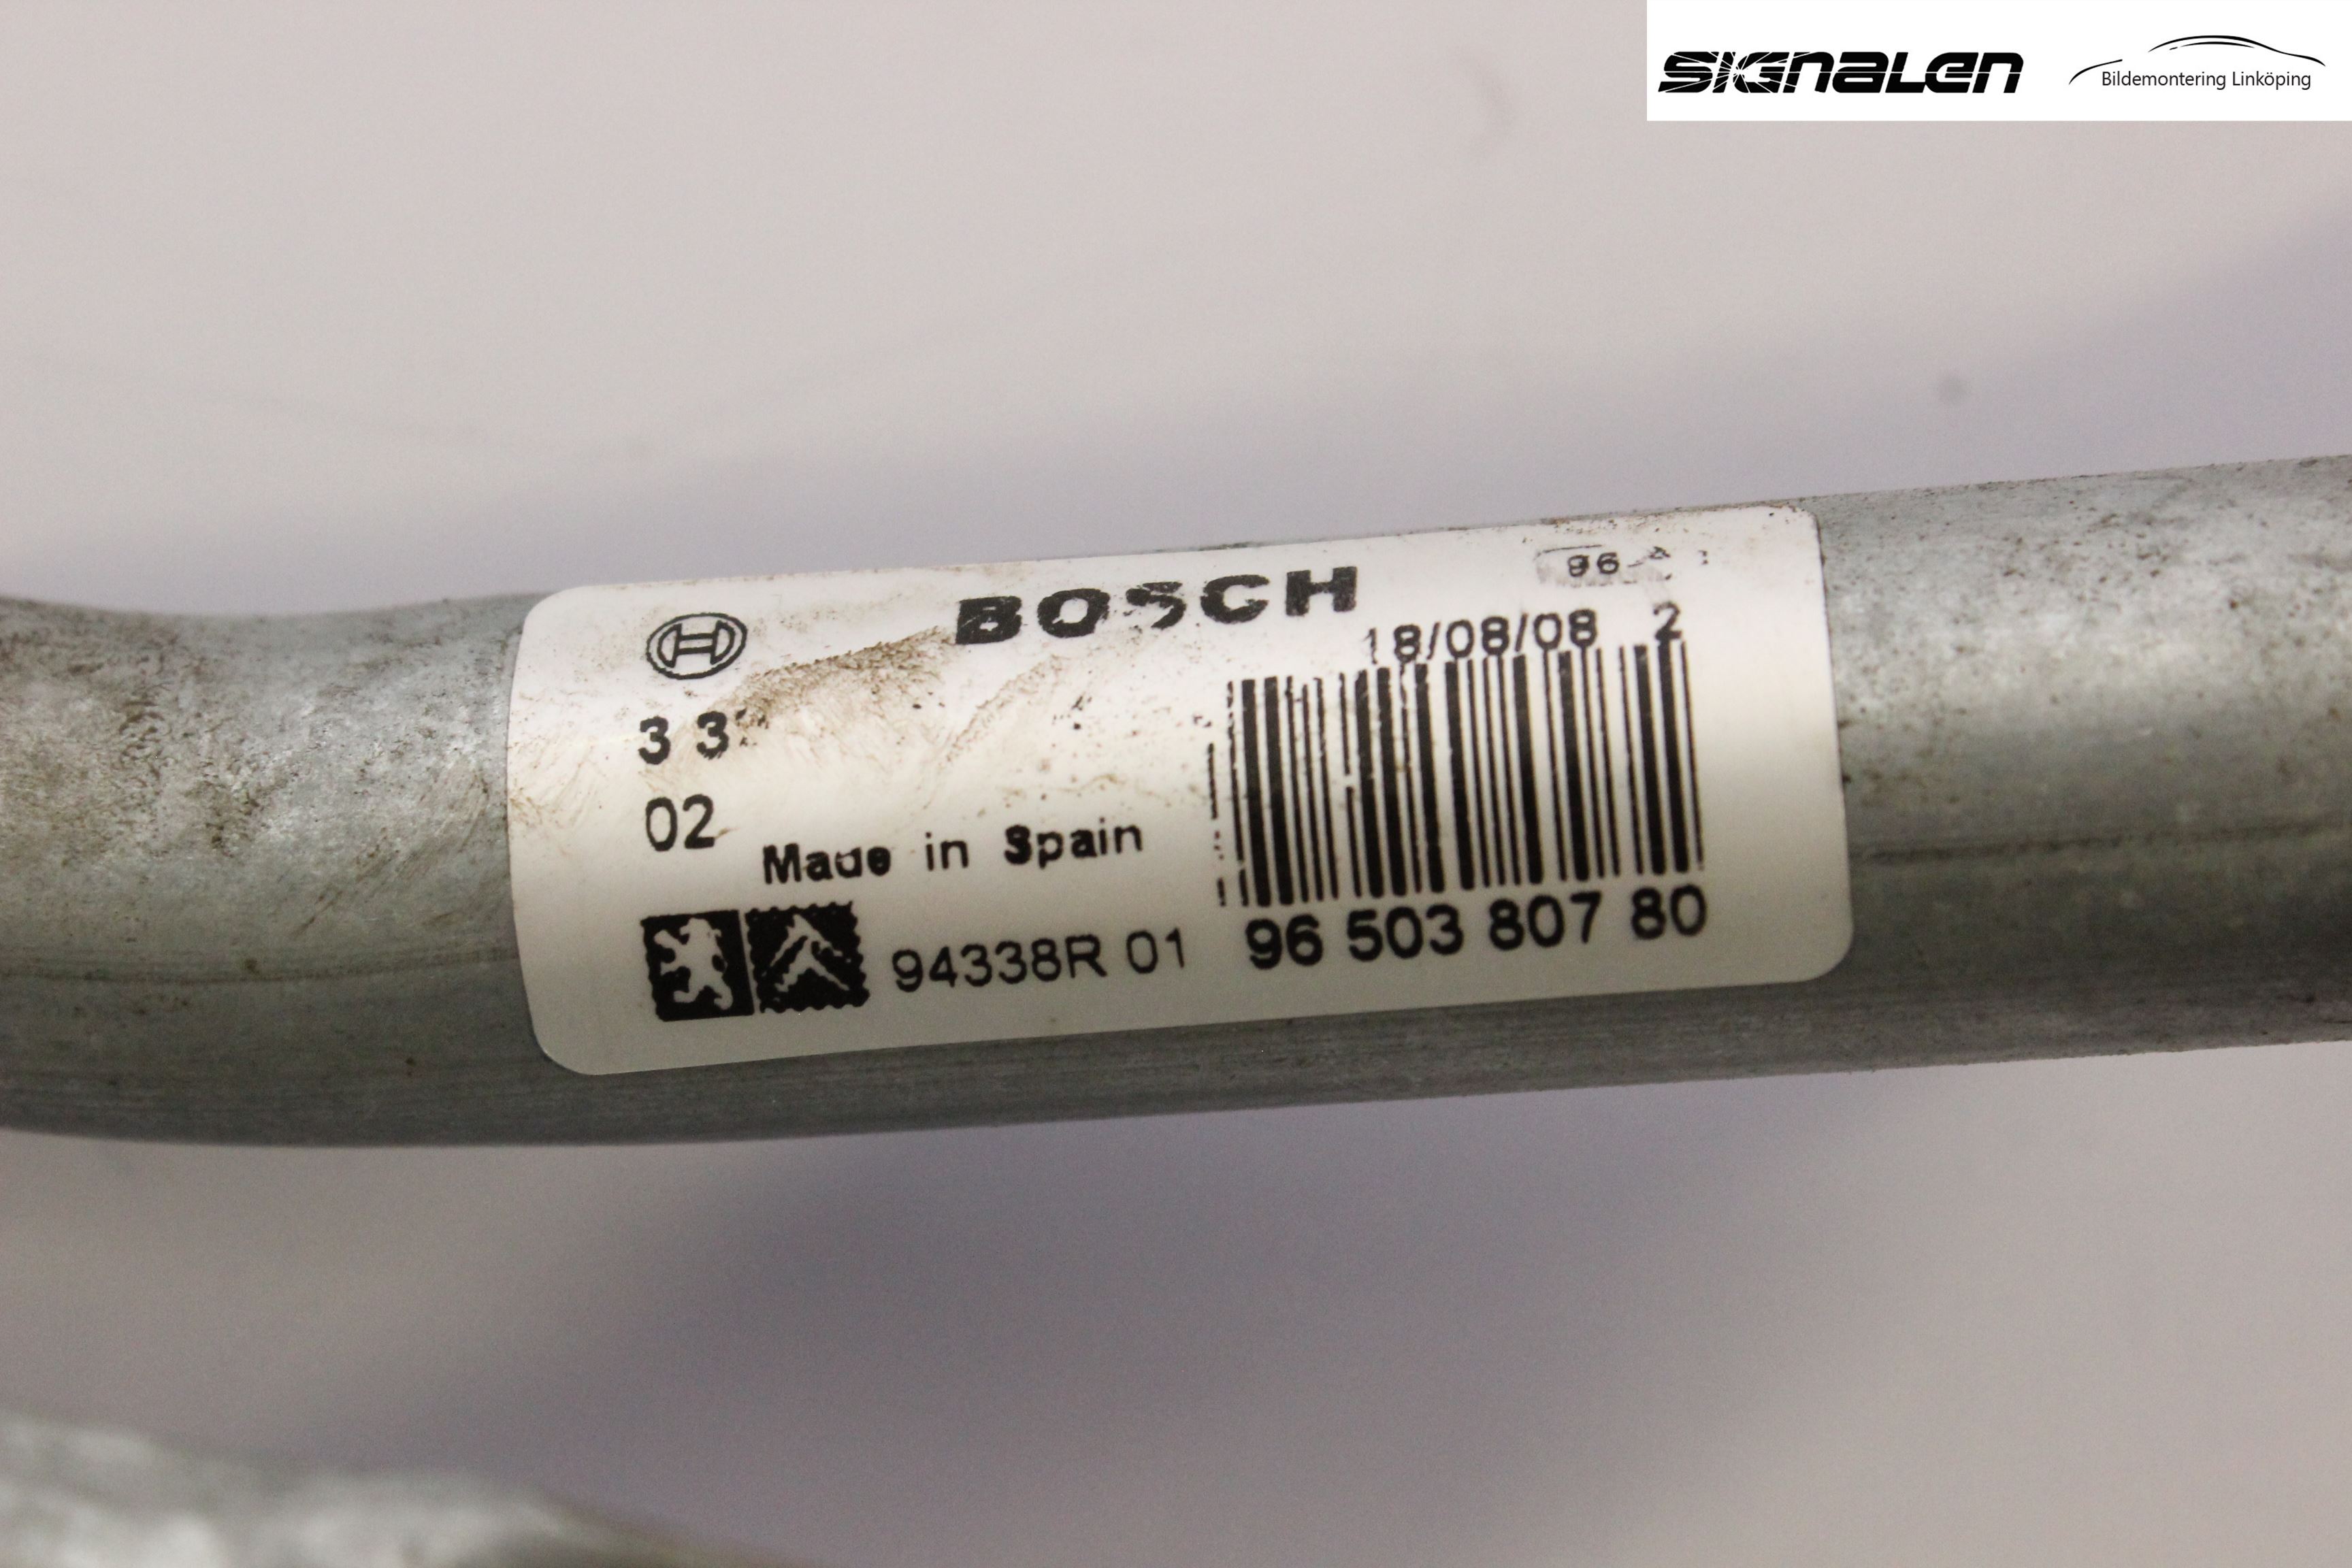 SIGNALEN
Bildemontering Linköping
BOSCH
96
18/08/08 2
3 3
02
Made in Spain
94338R 01
96 503 807 80